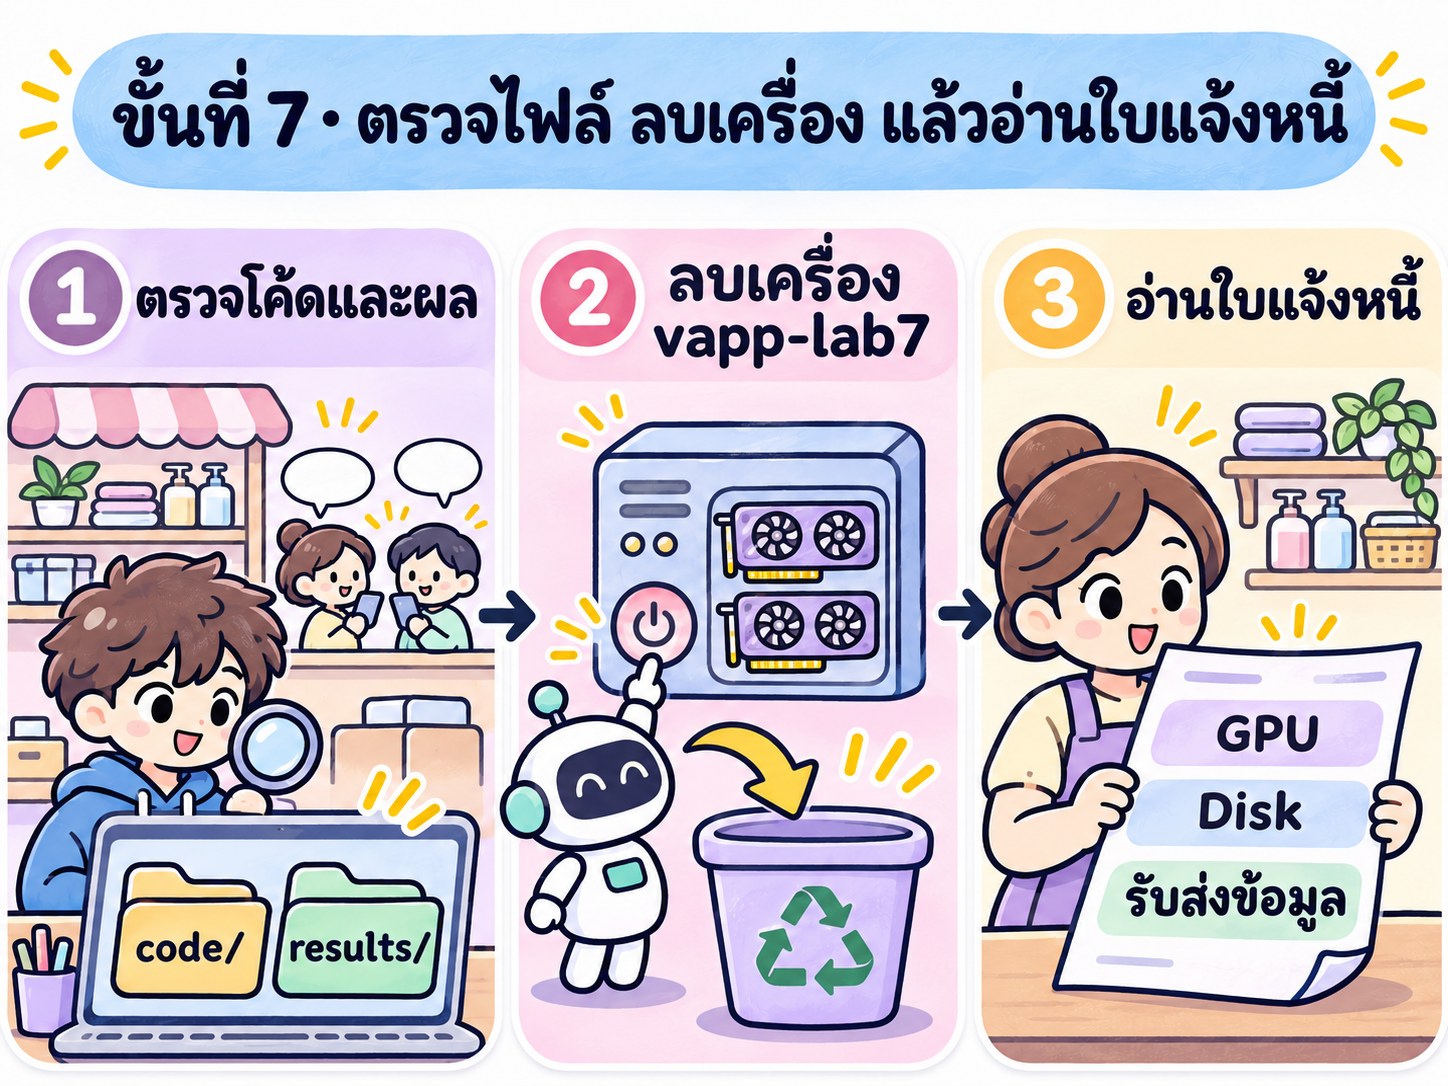 ขั้นที่ 7 • ตรวจไฟล์ ลบเครื่อง แล้วอ่านใบแจ้งหนี้
1
ตรวจโค้ดและผล
code/
results/
2
ลบเครื่อง
vapp-lab7
3
อ่านใบแจ้งหนี้
GPU
Disk
รับส่งข้อมูล